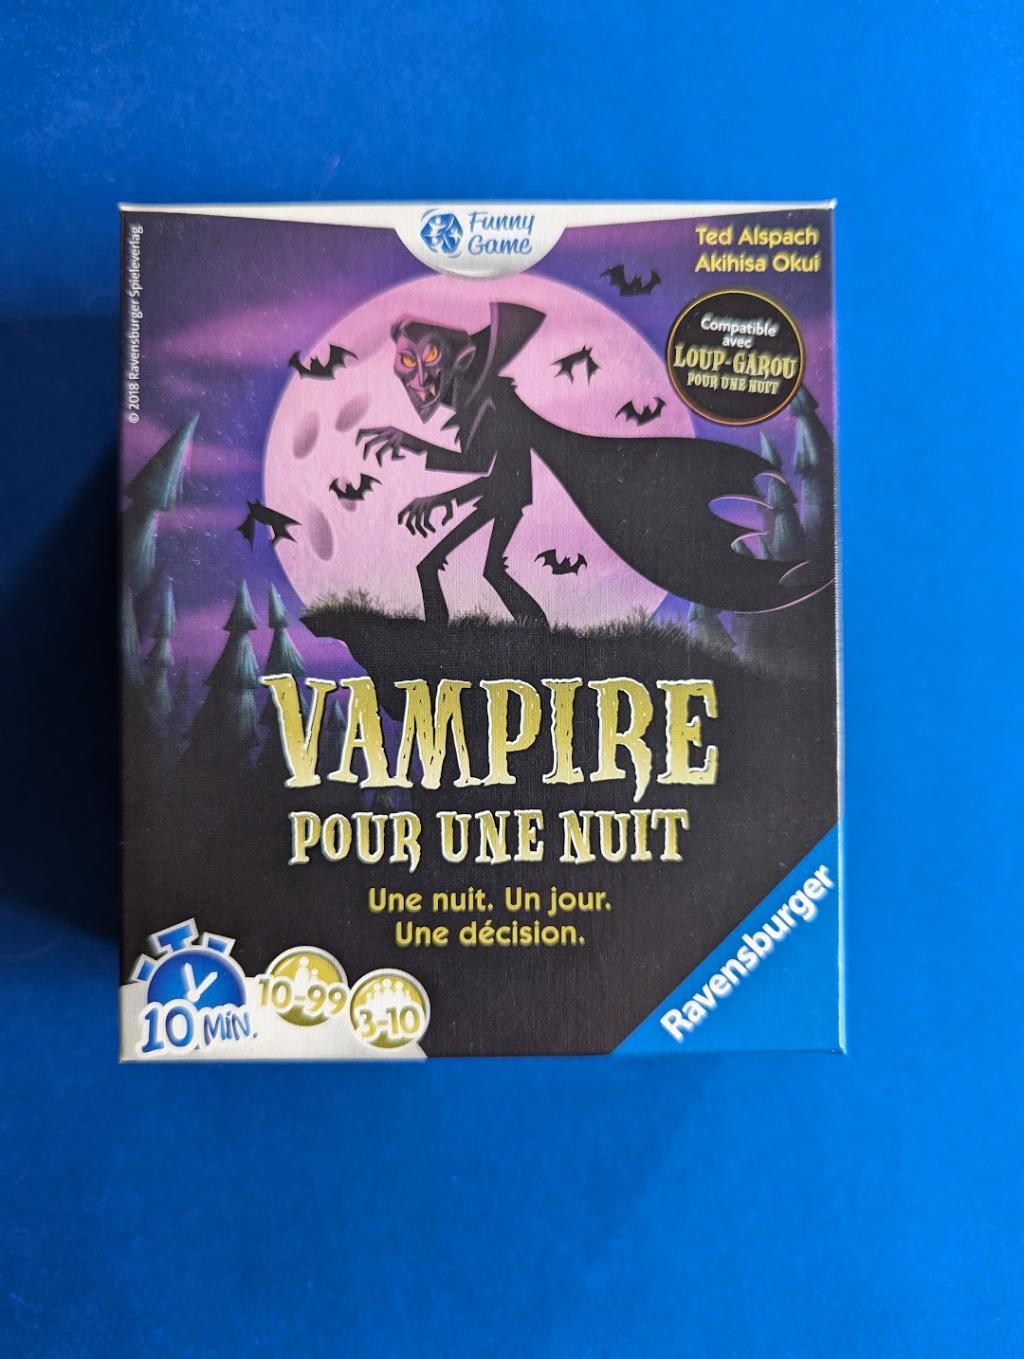 Funny
Game
Ted Alspach
Akihisa Okui
© 2018 Ravensburger Spieleverlag
Compatible
avec
LOUP-GAROU
POUR UNE NUIT
VAMPIRE
POUR UNE NUIT
Une nuit. Un jour.
Une décision.
10 MiN.
10-99
3-10
Ravensburger